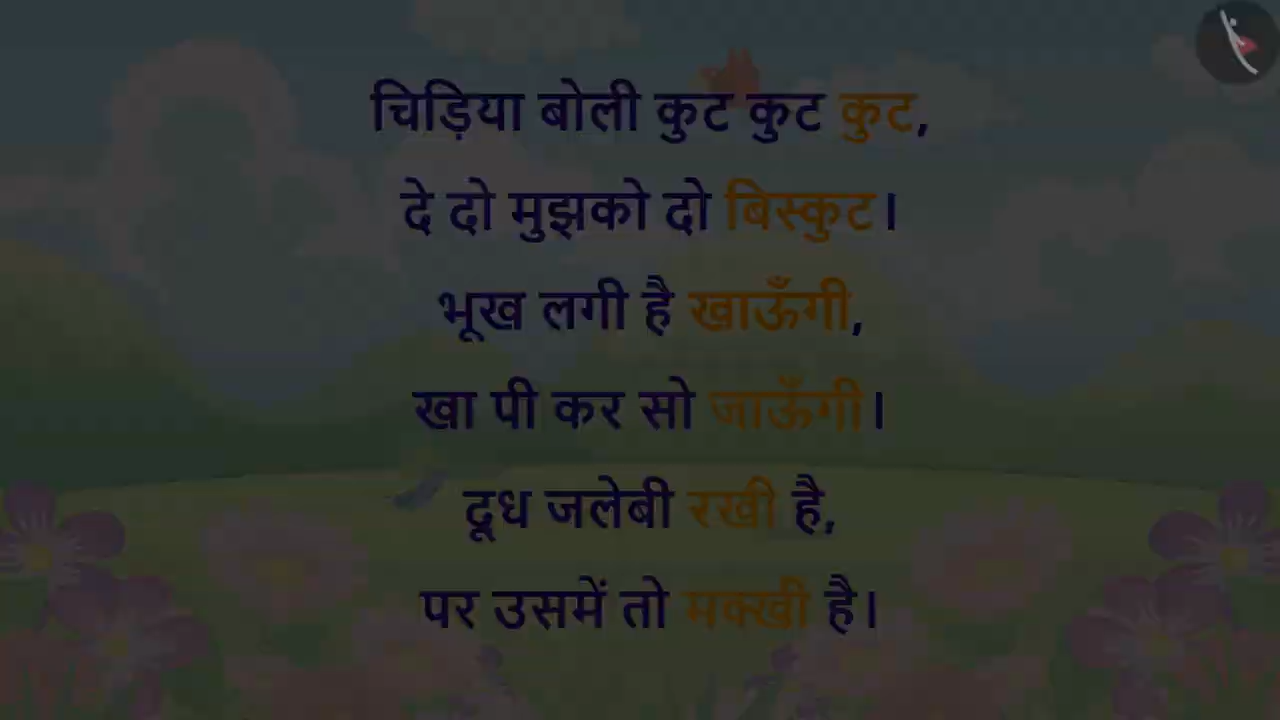 चिड़िया बोली कुट कुट कुट,
दे दो मुझको दो बिस्कुट।
भूख लगी है खाऊँगी,
खा पी कर सो जाऊँगी।
दूध जलेबी रखी है,
पर उसमें तो मक्खी है।